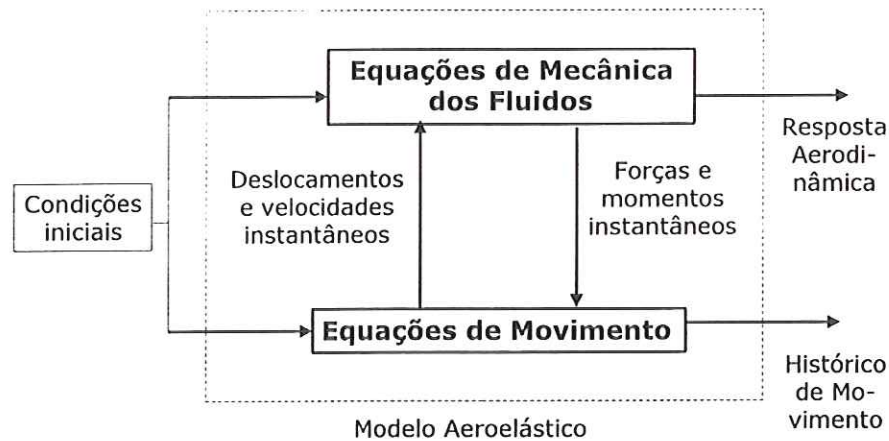 Equações de Mecânica
dos Fluidos
Resposta
Aerodi-
nâmica
Deslocamentos
e velocidades
instantâneos
Forças e
momentos
instantâneos
Condições
iniciais
Equações de Movimento
Histórico
de Mo-
vimento
Modelo Aeroelástico